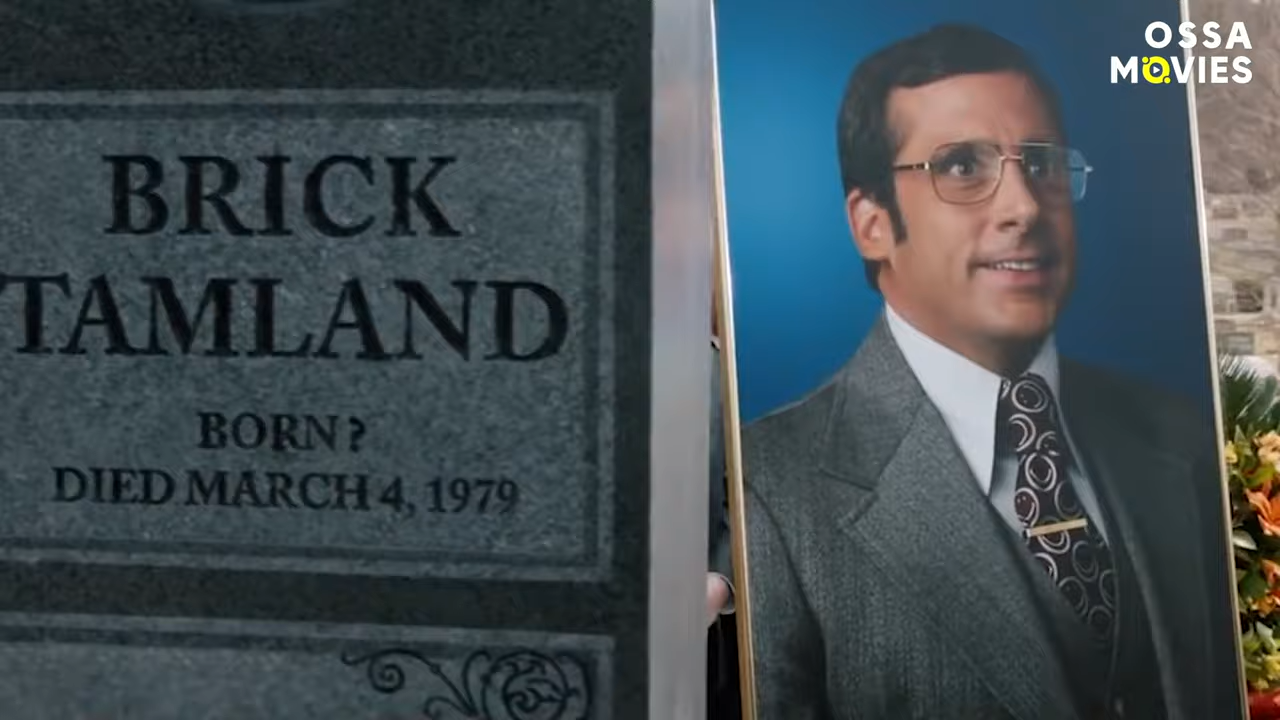 BRICK
TAMLAND
BORN?
DIED MARCH 4, 1979
OSSA
MOVIES